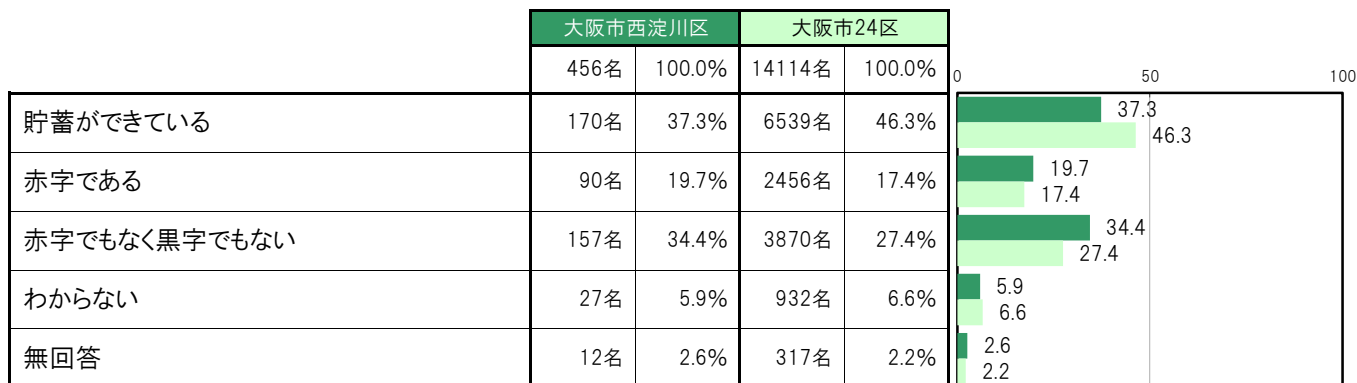 大阪市西淀川区 大阪市24区
456名 100.0% 14114名 100.0% 0 50 100
貯蓄ができている 170名 37.3% 6539名 46.3% 37.3
46.3
赤字である 90名 19.7% 2456名 17.4% 19.7
17.4
赤字でもなく黒字でもない 157名 34.4% 3870名 27.4% 34.4
27.4
わからない 27名 5.9% 932名 6.6% 5.9
6.6
無回答 12名 2.6% 317名 2.2% 2.6
2.2